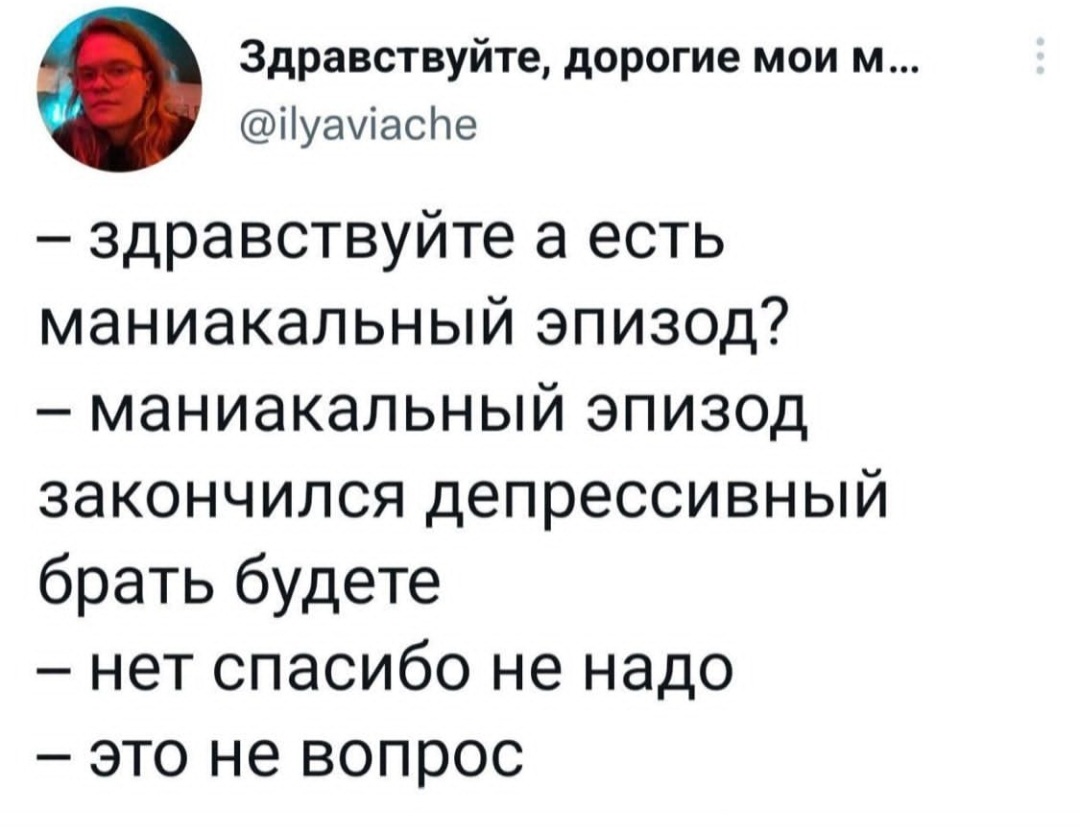 Здравствуйте, дорогие мои м...
@ilyaviache
– здравствуйте а есть
маниакальный эпизод?
– маниакальный эпизод
закончился депрессивный
брать будете
– нет спасибо не надо
– это не вопрос